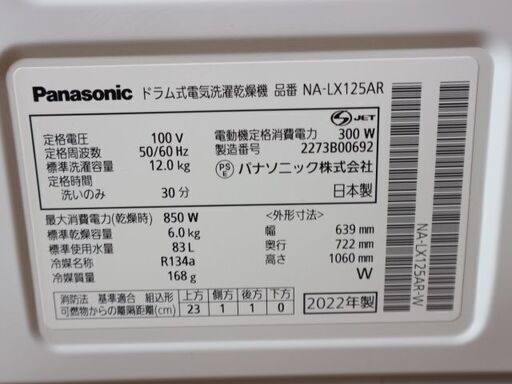 Panasonic ドラム式電気洗濯乾燥機 品番 NA-LX125AR
S JET
定格電圧 100 V
定格周波数 50/60 Hz
標準洗濯容量 12.0kg
定格時間
洗いのみ 30 分
電動機定格消費電力 300 W
製造番号 2273B00692
PS E パナソニック株式会社
日本製
最大消費電力(乾燥時) 850 W
標準乾燥容量 6.0kg
標準使用水量 83 L
冷媒名称 R134a
冷媒質量 168 g
<外形寸法>
幅 639 mm
奥行 722 mm
高さ 1060 mm
W
消防法 基準適合 組込形 上方 側方 後方 下方
可燃物からの離隔距離(cm) 23 1 1 0
2022年製
NA-LX125AR-W